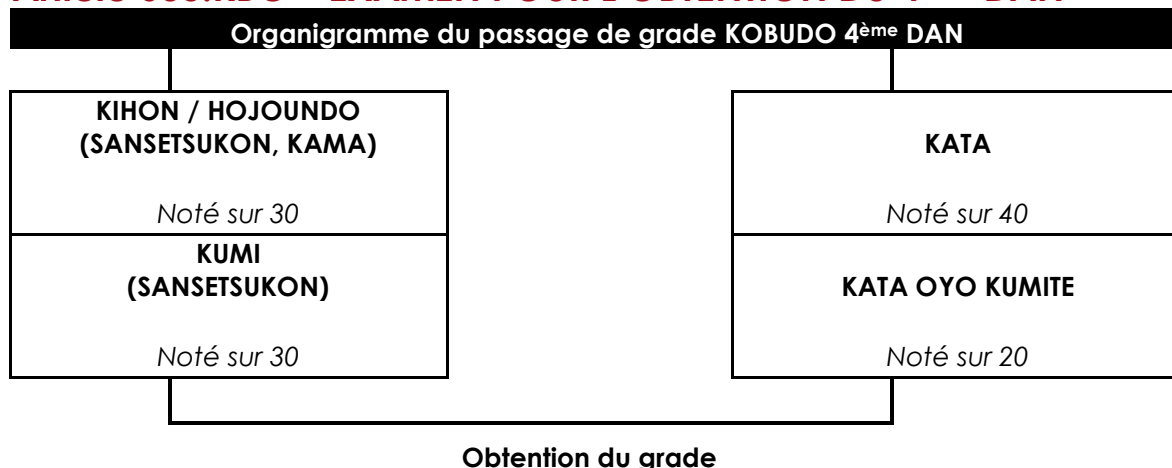 Organigramme du passage de grade KOBUDO 4ème DAN
KIHON / HOJOUNDO
(SANSETSUKON, KAMA)
Noté sur 30
KUMI
(SANSETSUKON)
Noté sur 30
KATA
Noté sur 40
KATA OYO KUMITE
Noté sur 20
Obtention du grade